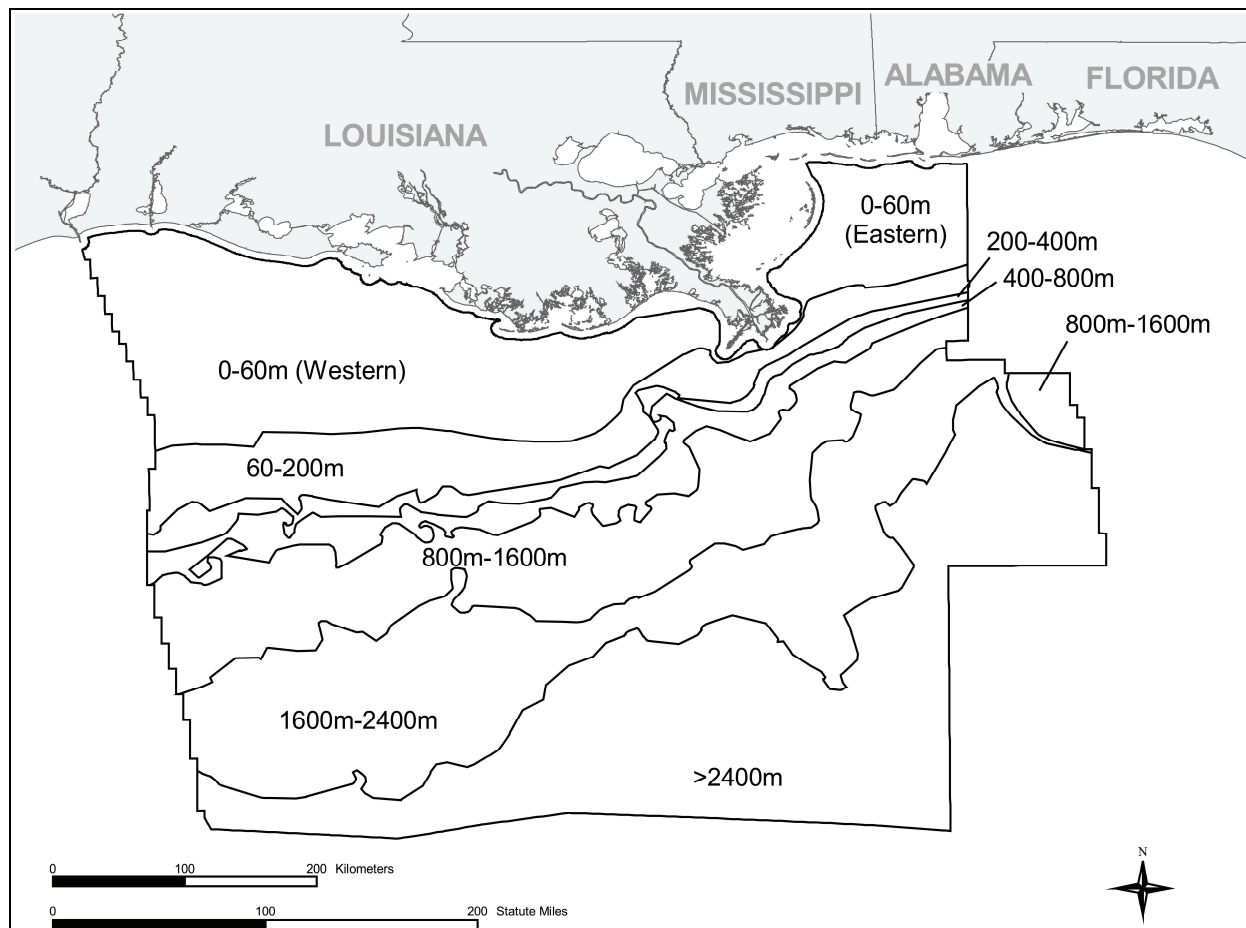 ALABAMA
FLORIDA
MISSISSIPPI
LOUISIANA
0-60m
(Eastern)
200-400m
400-800m
800m-1600m
0-60m (Western)
60-200m
800m-1600m
1600m-2400m
>2400m
0 100 200 Kilometers
0 100 200 Statute Miles
N